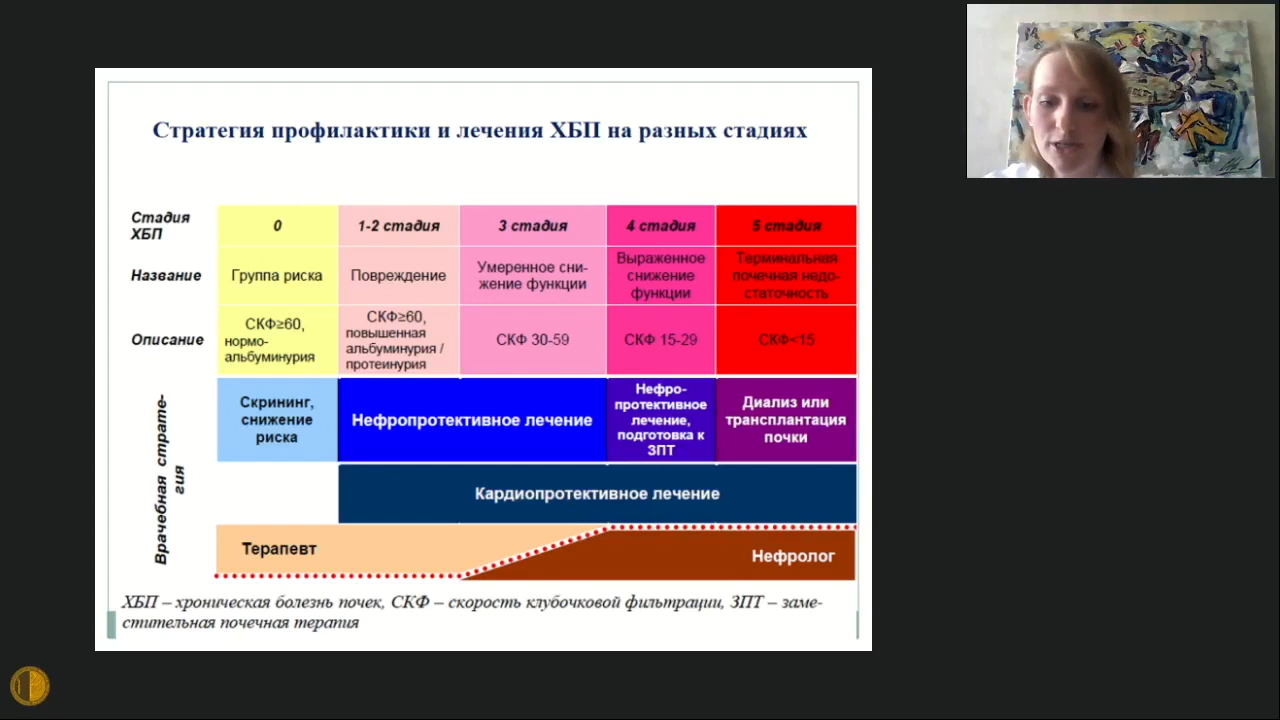 Стратегия профилактики и лечения ХБП на разных стадиях
Стадия
ХБП
0
1-2 стадия
3 стадия
4 стадия
5 стадия
Название
Группа риска
Повреждение
Умеренное сни-
жение функции
Выраженное
снижение
функции
Терминальная
почечная недо-
статочность
Описание
СКФ≥60,
нормо-
альбуминурия
СКФ≥60,
повышенная
альбуминурия /
протеинурия
СКФ 30-59
СКФ 15-29
СКФ<15
Врачебная страте-
гия
Скрининг,
снижение
риска
Нефропротективное лечение
Нефро-
протективное
лечение,
подготовка к
ЗПТ
Диализ или
трансплантация
почки
Кардиопротективное лечение
Терапевт
Нефролог
ХБП – хроническая болезнь почек, СКФ – скорость клубочковой фильтрации, ЗПТ – заме-
стительная почечная терапия